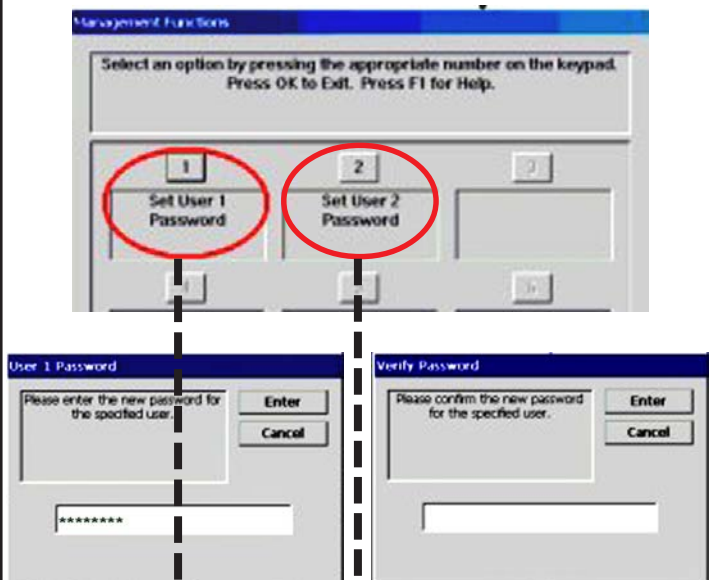 Management Functions
Select an option by pressing the appropriate number on the keypad.
Press OK to Exit. Press F1 for Help.
1
2
3
Set User 1
Password
Set User 2
Password
4
5
6
User 1 Password
Please enter the new password for
the specified user.
Enter
Cancel
********
Verify Password
Please confirm the new password
for the specified user.
Enter
Cancel